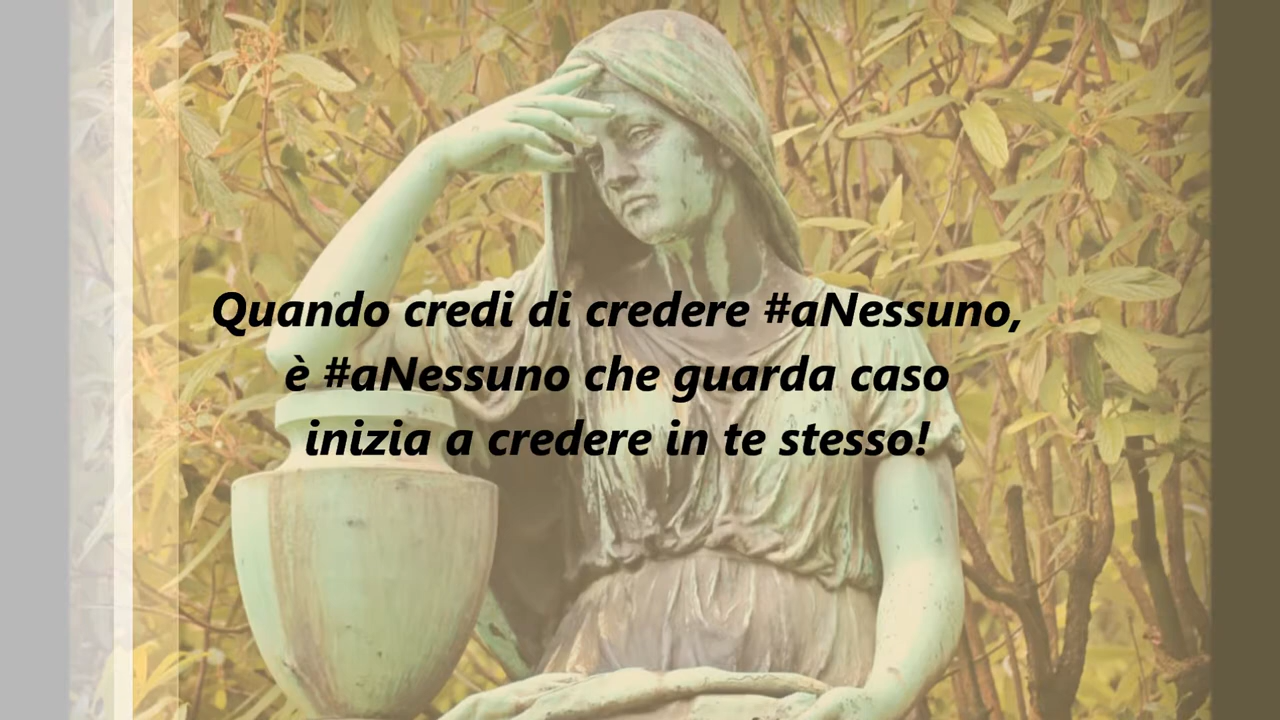 Quando credi di credere #aNessuno,
è #aNessuno che guarda caso
inizia a credere in te stesso!